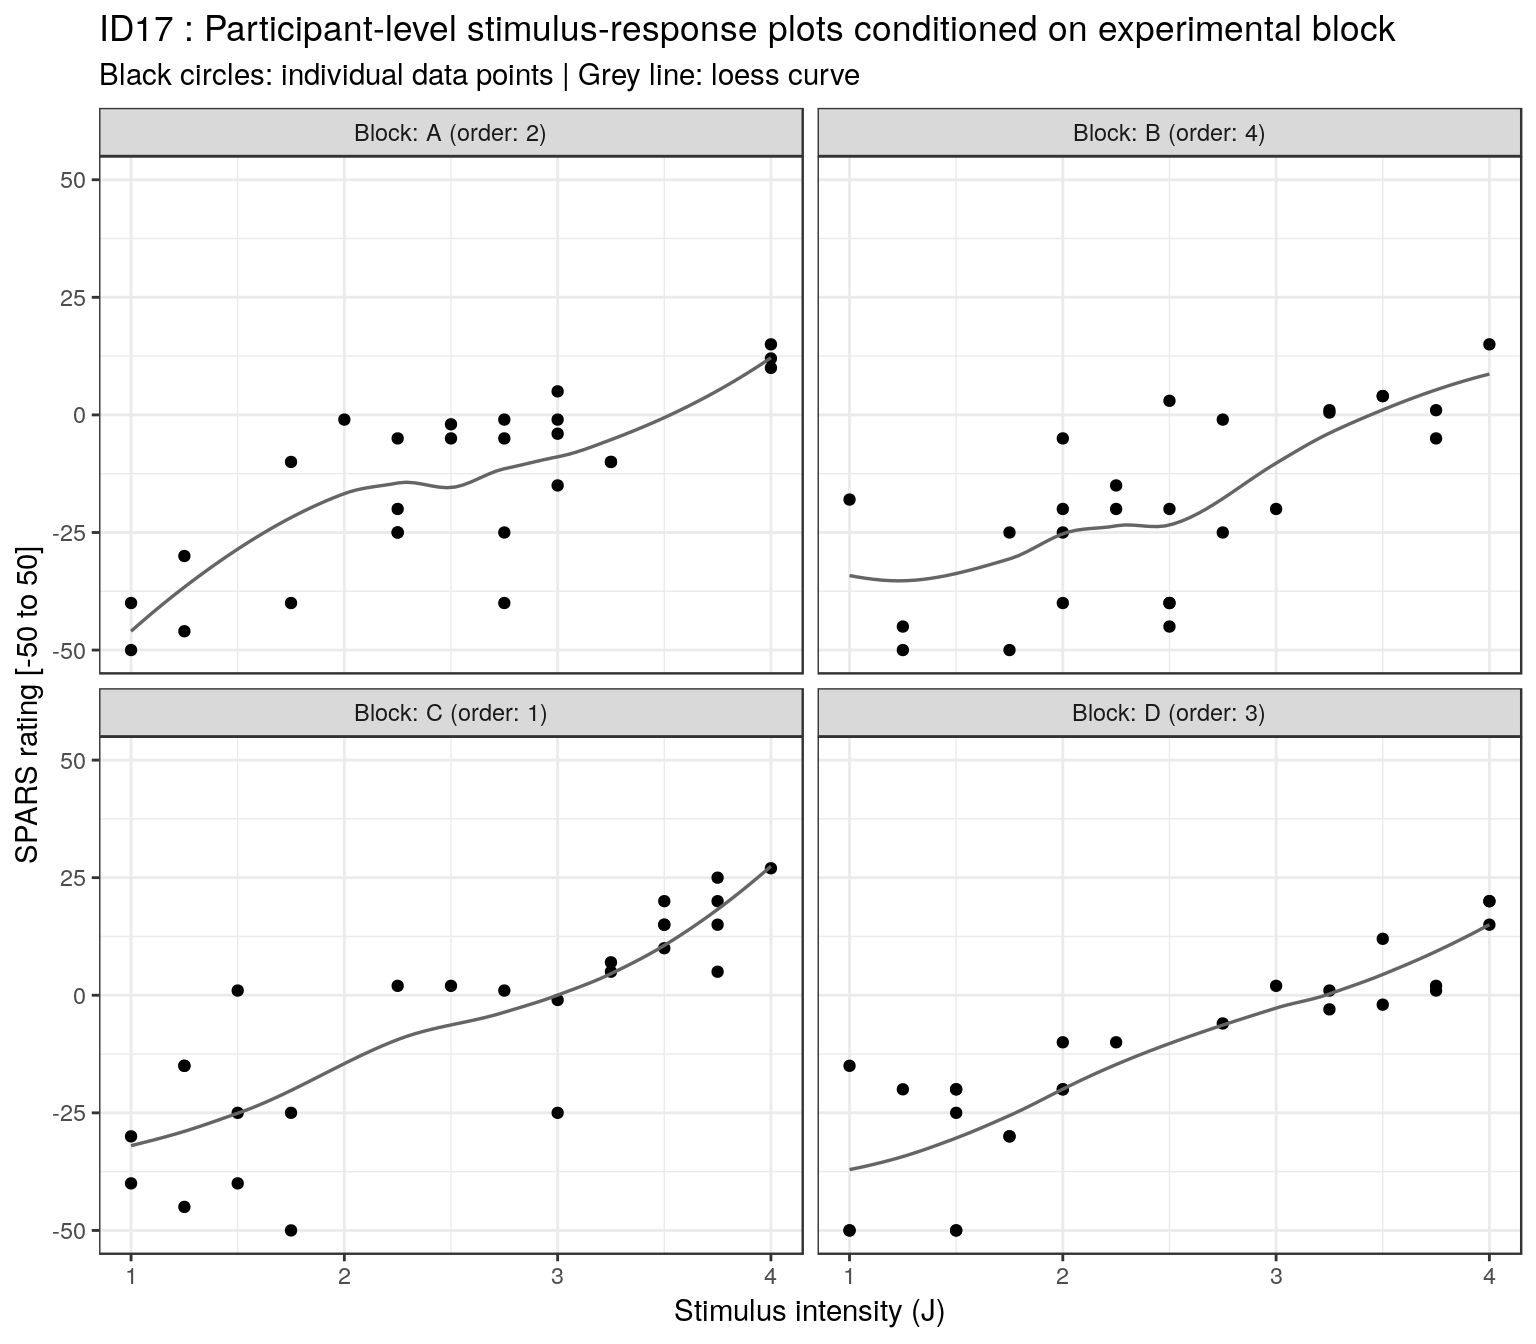 ID17 : Participant-level stimulus-response plots conditioned on experimental block
Black circles: individual data points | Grey line: loess curve
Block: A (order: 2)
Block: B (order: 4)
50
25
0
-25
-50
Block: C (order: 1)
Block: D (order: 3)
50
25
0
-25
-50
SPARS rating [-50 to 50]
1 2 3 4
1 2 3 4
Stimulus intensity (J)